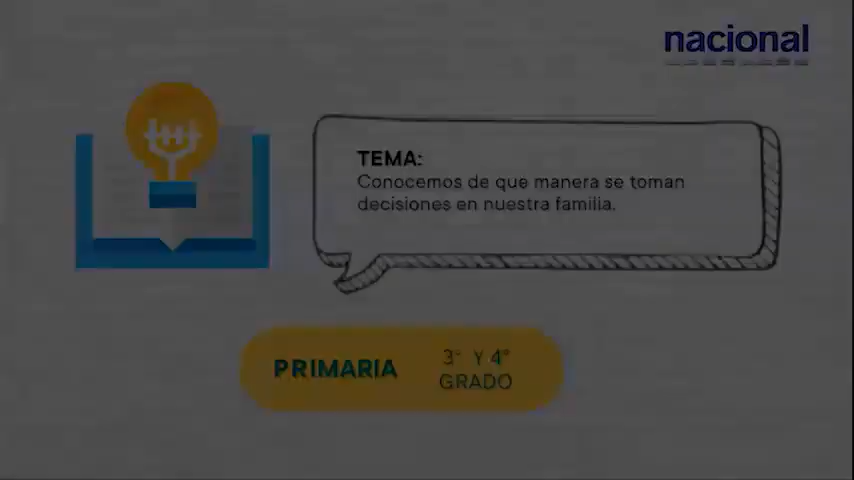 nacional
TEMA:
Conocemos de que manera se toman
decisiones en nuestra familia.
PRIMARIA
3° Y 4°
GRADO